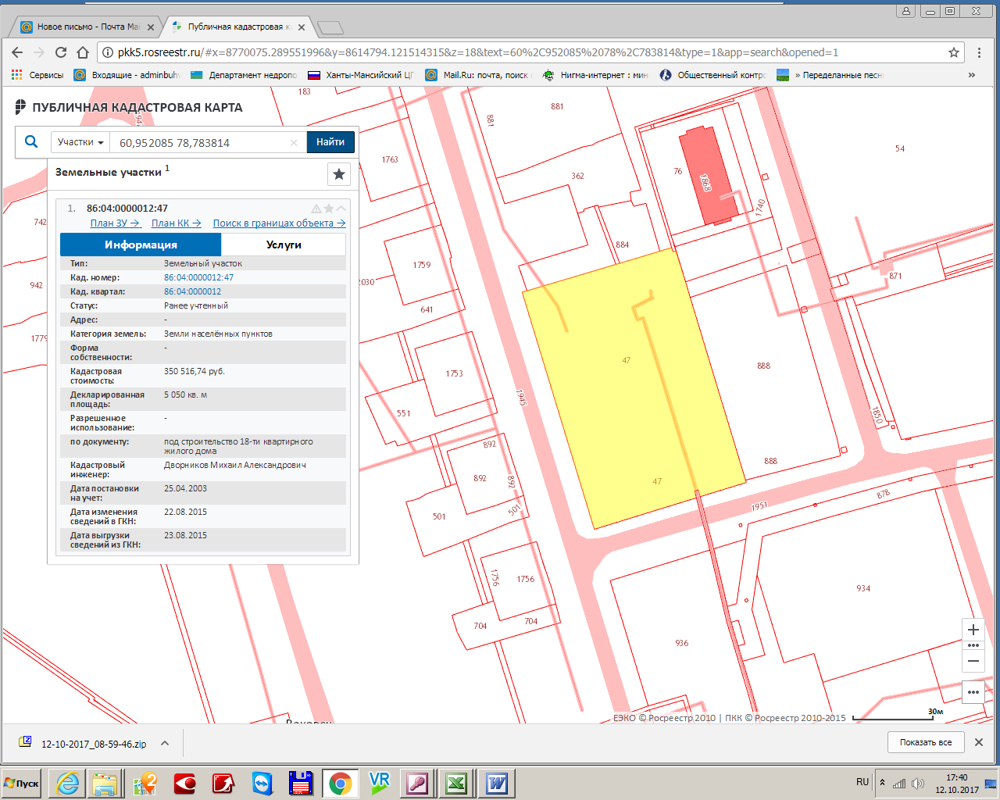 Новое письмо - Почта Mai
Публичная кадастровая к
pkk5.rosreestr.ru/#x=8770075.289551996&y=8614794.121514315&z=18&text=60%2C952085%2078%2C783814&type=1&app=search&opened=1
Сервисы
Входящие - adminbuh
Департамент недропо
Ханты-Мансийский ЦГ
Mail.Ru: почта, поиск
Нигма-интернет : мин
Общественный контро
» Переделанные песн
»
ПУБЛИЧНАЯ КАДАСТРОВАЯ КАРТА
Участки
60,952085 78,783814
Найти
Земельные участки 1
1. 86:04:0000012:47
План ЗУ → План КК → Поиск в границах объекта →
Информация
Услуги
Тип: Земельный участок
Кад. номер: 86:04:0000012:47
Кад. квартал: 86:04:0000012
Статус: Ранее учтенный
Адрес: -
Категория земель: Земли населённых пунктов
Форма
собственности: -
Кадастровая
стоимость: 350 516,74 руб.
Декларированная
площадь: 5 050 кв. м
Разрешенное
использование: -
по документу: под строительство 18-ти квартирного
жилого дома
Кадастровый
инженер: Дворников Михаил Александрович
Дата постановки
на учет: 25.04.2003
Дата изменения
сведений в ГКН: 22.08.2015
Дата выгрузки
сведений из ГКН: 23.08.2015
183
881
881
1763
362
76
1868
54
1740
742
884
1759
2030
942
871
641
1779
47
888
1753
1945
551
1850
892
888
892
892
47
878
501
501
1951
1756
1756
934
704
704
936
30м
ЕЭКО © Росреестр 2010 | ПКК © Росреестр 2010-2015
12-10-2017_08-59-46.zip
Показать все
Пуск
2
VR
RU
17:40
12.10.2017